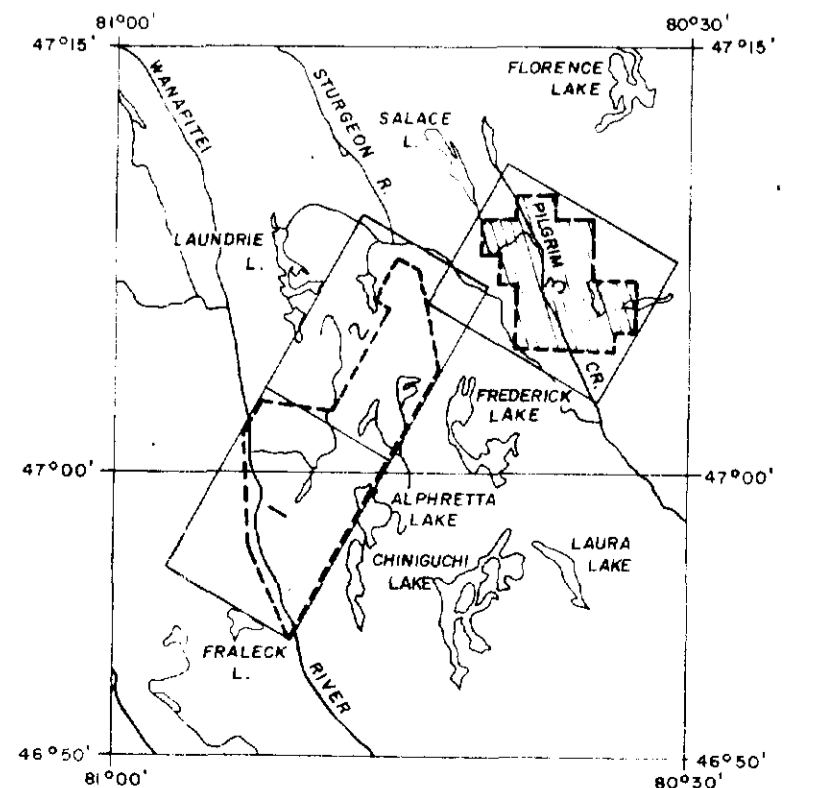 81°00'
80°30'
47°15'
47°15'
FLORENCE
LAKE
WANAPITEI
STURGEON R.
SALACE
L.
LAUNDRIE
L.
PILGRIM
CR.
3
2
FREDERICK
LAKE
47°00'
47°00'
ALPHRETTA
LAKE
1
CHINIGUCHI
LAKE
LAURA
LAKE
FRALECK
L.
RIVER
46°50'
46°50'
81°00'
80°30'